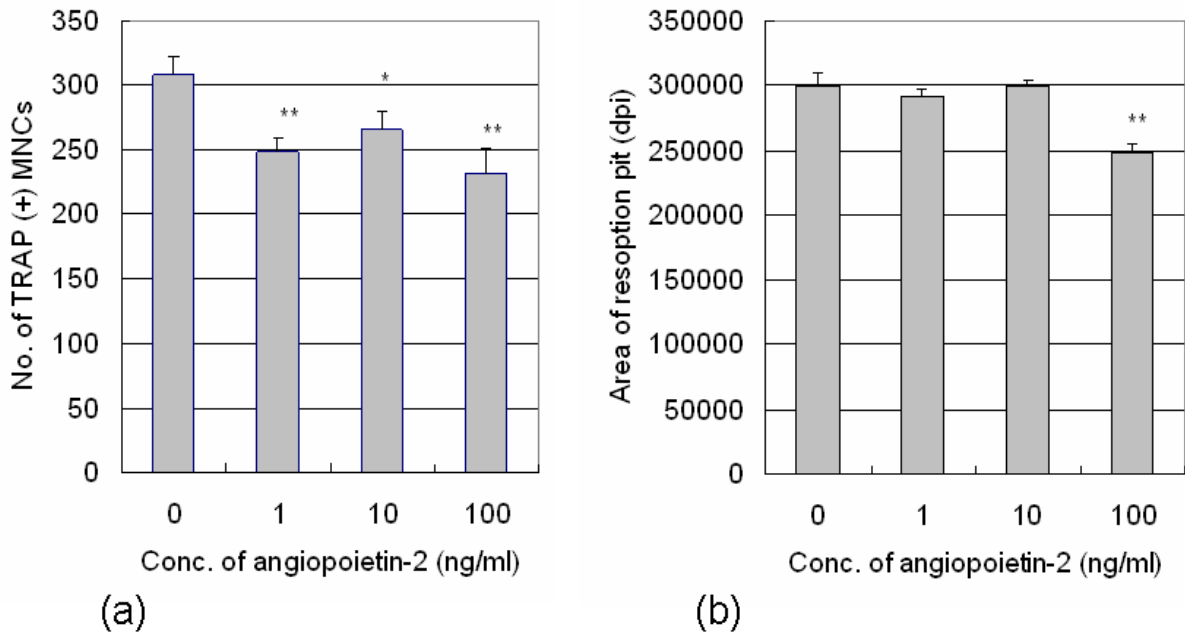 No. of TRAP (+) MNCs
350
300
250
200
150
100
50
0
**
*
**
0 1 10 100
Conc. of angiopoietin-2 (ng/ml)
(a)
Area of resoption pit (dpi)
350000
300000
250000
200000
150000
100000
50000
0
**
0 1 10 100
Conc. of angiopoietin-2 (ng/ml)
(b)